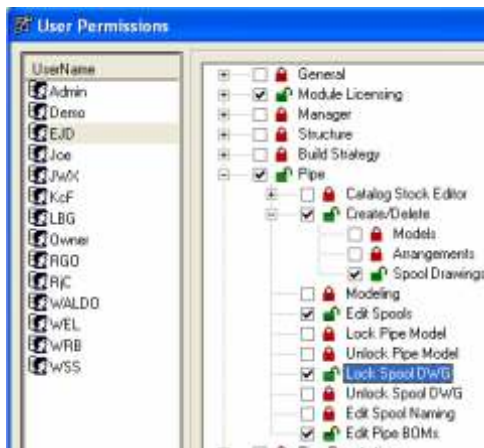 User Permissions
UserName
Admin
Demo
EJD
Joe
JWX
KcF
LBG
Owner
RGO
RjC
WALDO
WEL
WRB
WSS
General
Module Licensing
Manager
Structure
Build Strategy
Pipe
Catalog Stock Editor
Create/Delete
Models
Arrangements
Spool Drawings
Modeling
Edit Spools
Lock Pipe Model
Unlock Pipe Model
Lock Spool DWG
Unlock Spool DWG
Edit Spool Naming
Edit Pipe BOMs